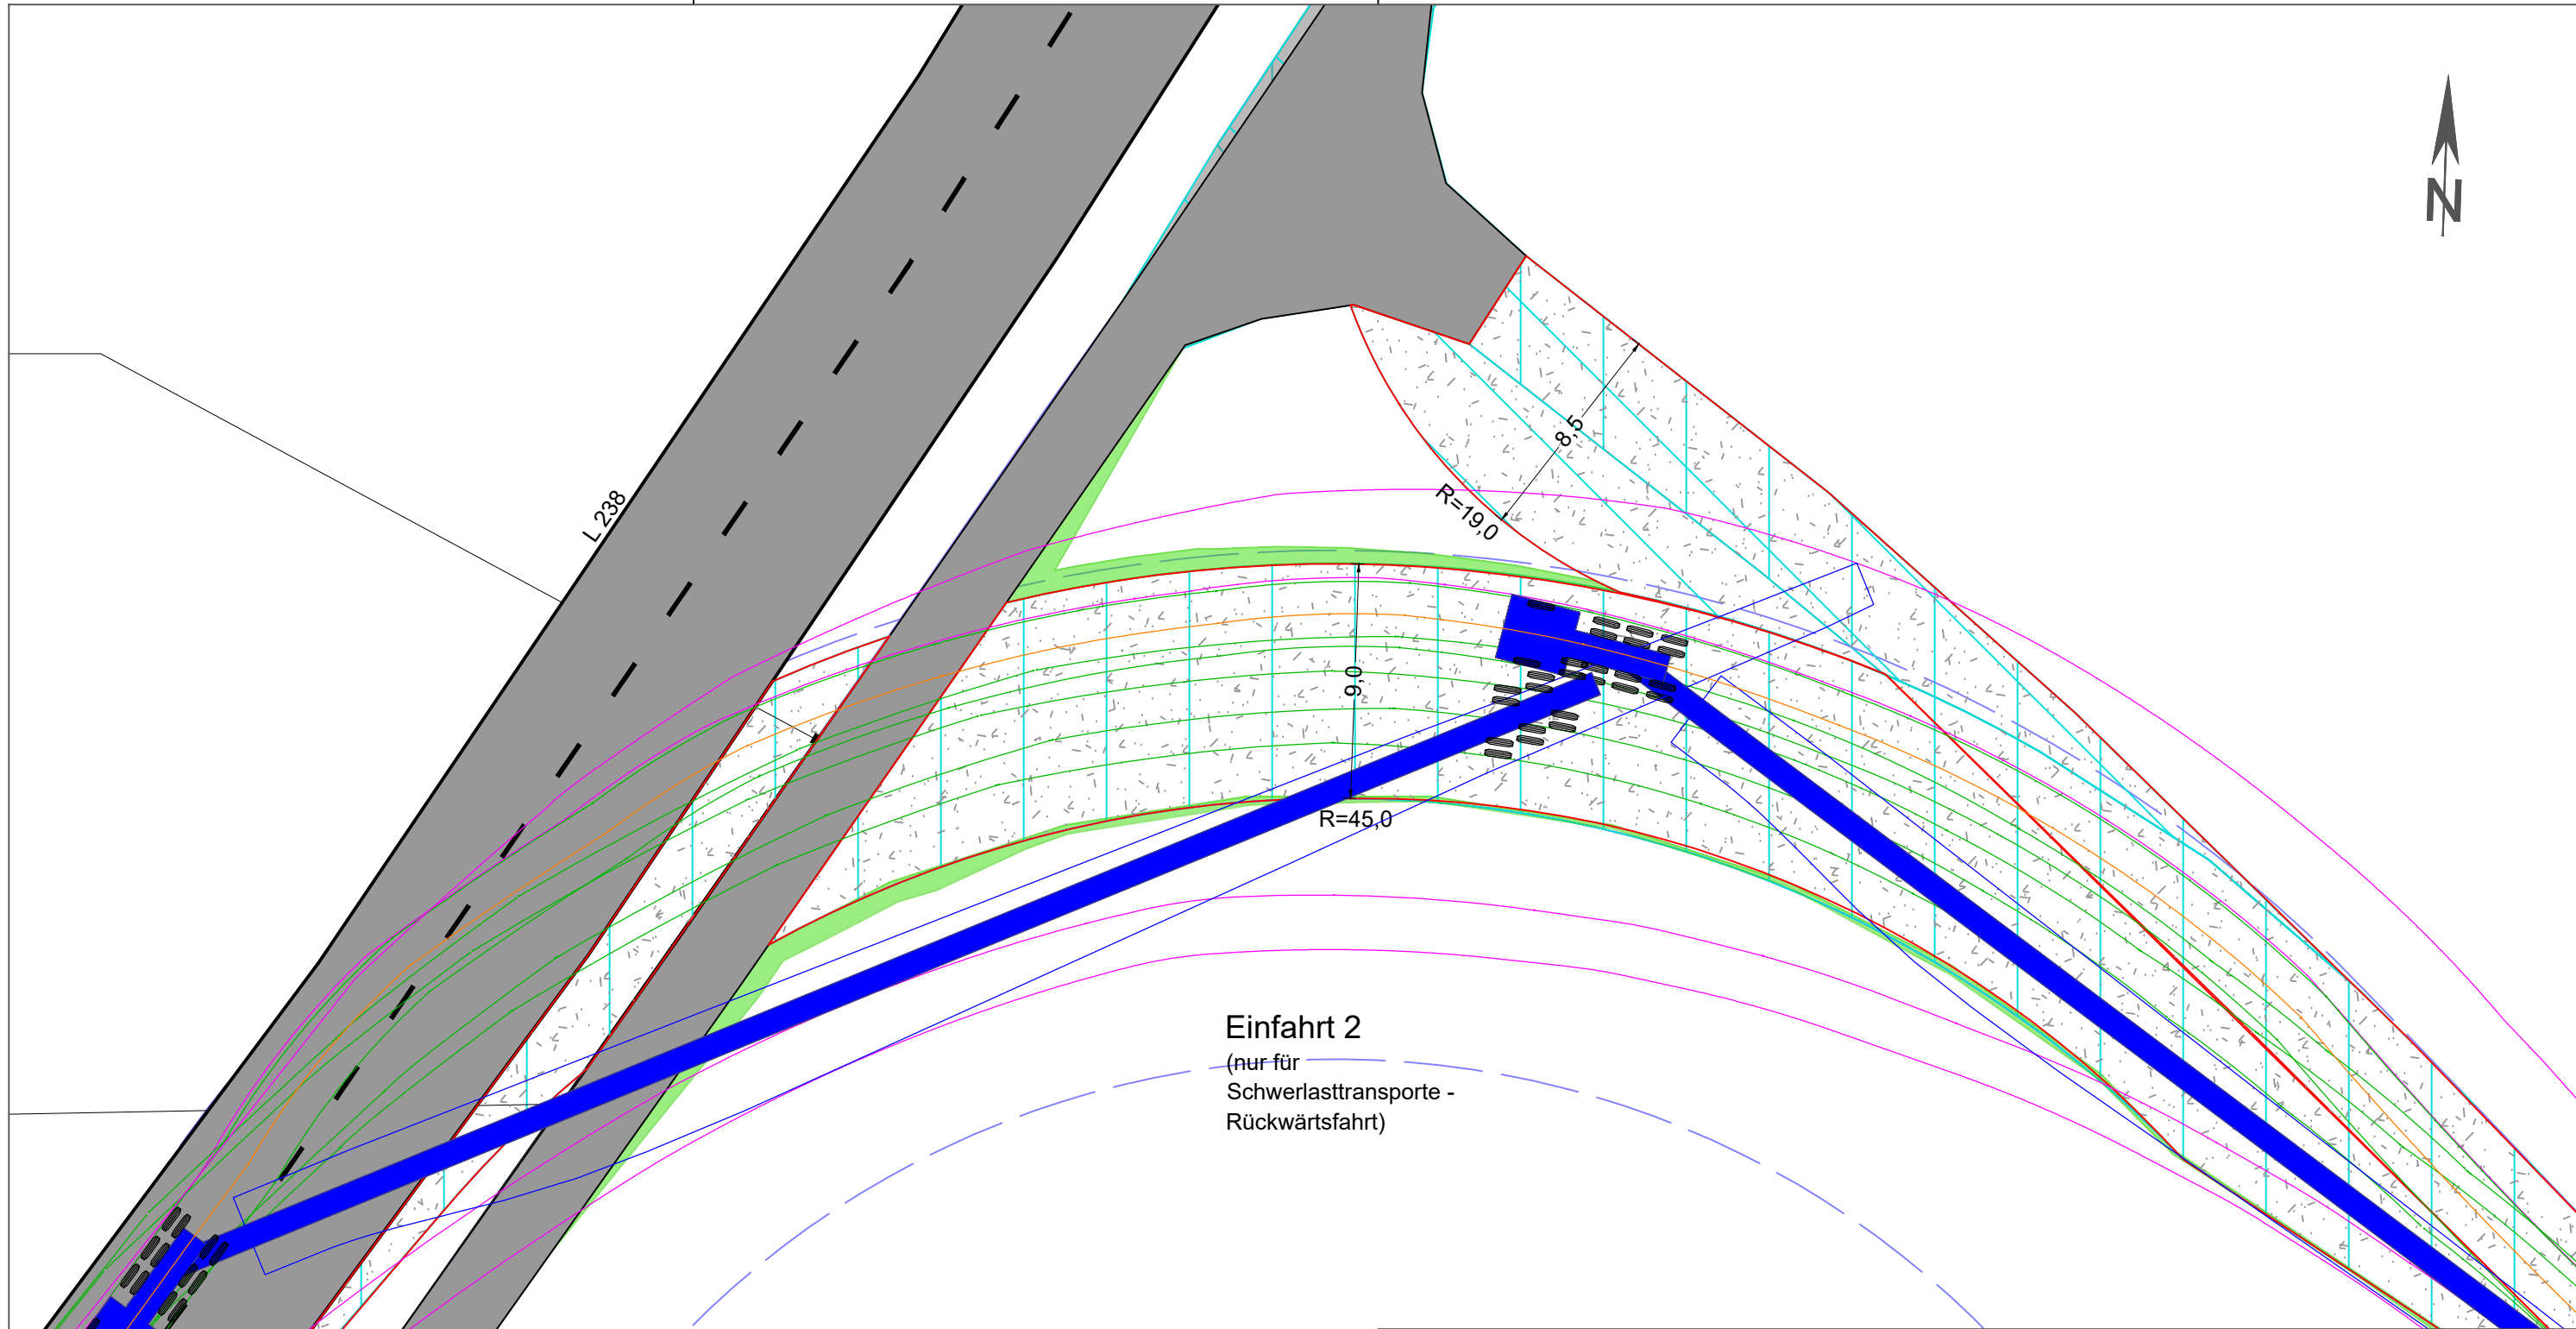 N
L 238
8,5
R=19,0
9,0
R=45,0
Einfahrt 2
(nur für
Schwerlasttransporte -
Rückwärtsfahrt)